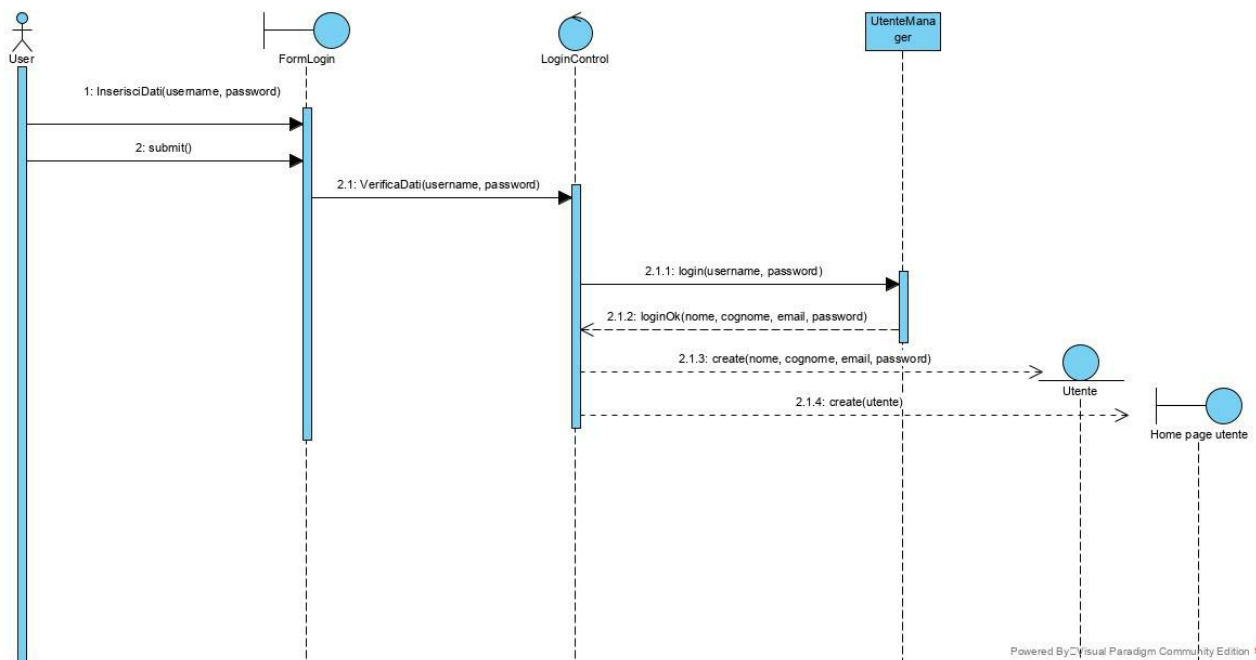 UtenteMana
ger
User
FormLogin
LoginControl
1: InserisciDati(username, password)
2: submit()
2.1: VerificaDati(username, password)
2.1.1: login(username, password)
2.1.2: loginOk(nome, cognome, email, password)
2.1.3: create(nome, cognome, email, password)
Utente
2.1.4: create(utente)
Home page utente
Powered By Visual Paradigm Community Edition